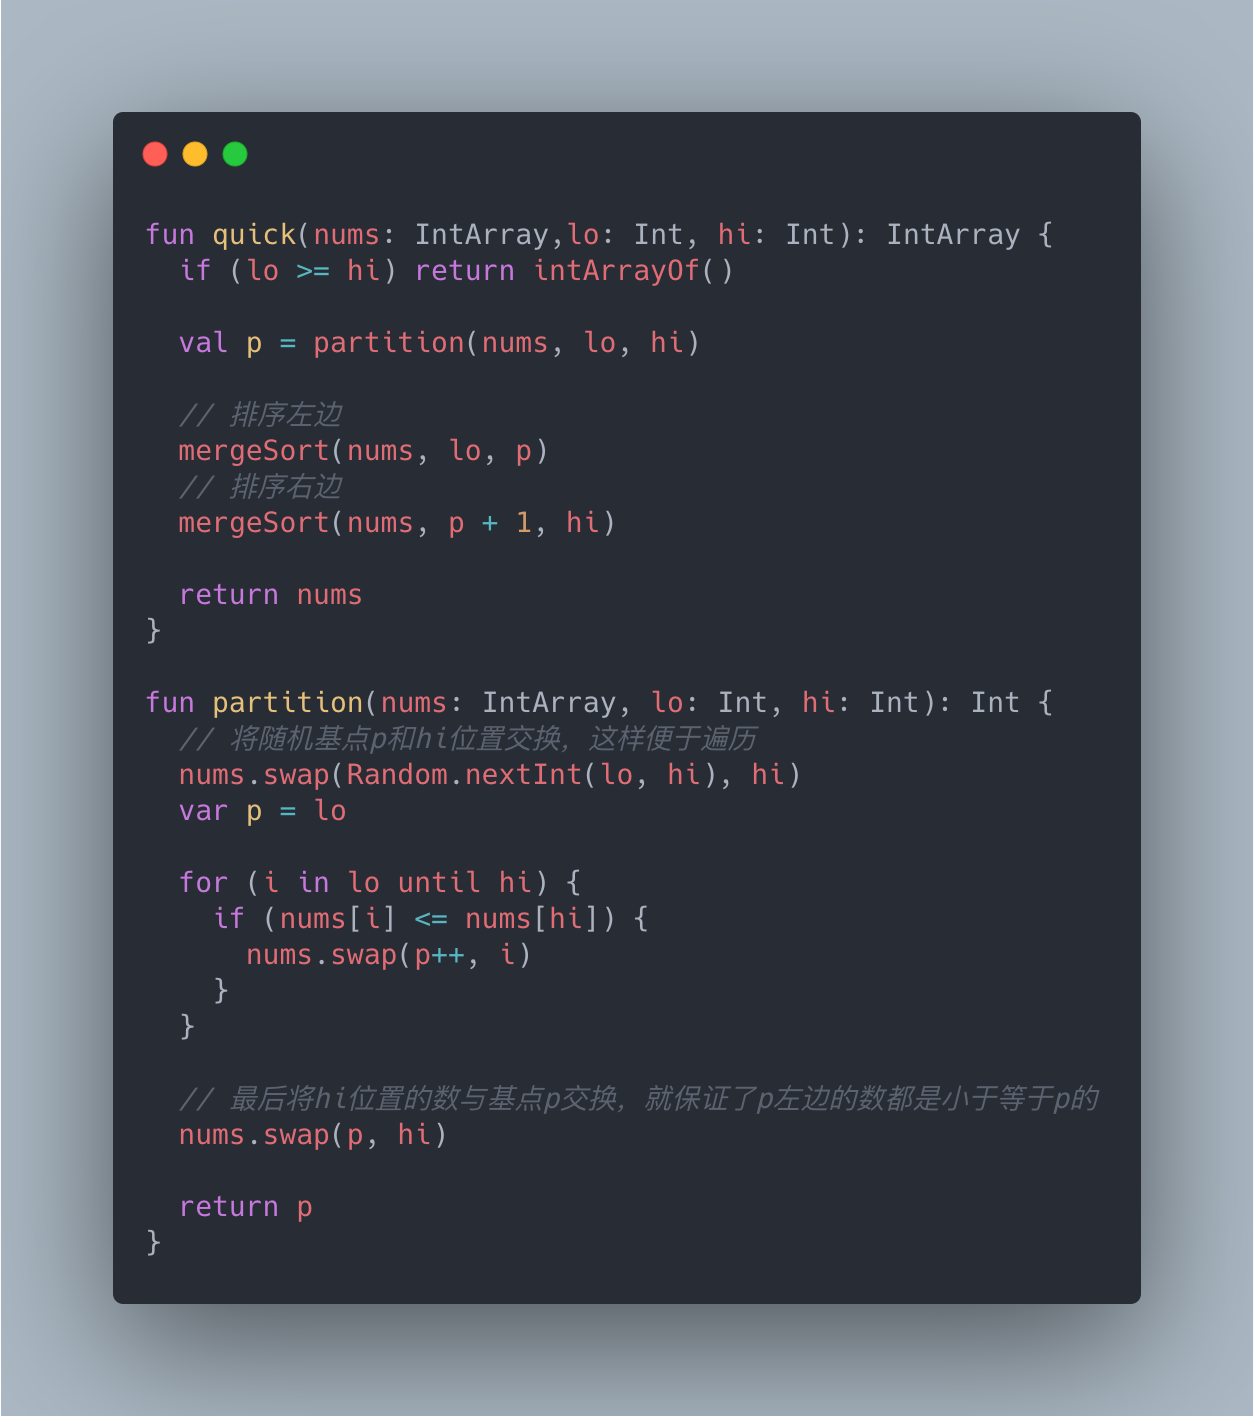 fun quick(nums: IntArray,lo: Int, hi: Int): IntArray {
  if (lo >= hi) return intArrayOf()

  val p = partition(nums, lo, hi)

  // 排序左边
  mergeSort(nums, lo, p)
  // 排序右边
  mergeSort(nums, p + 1, hi)

  return nums
}

fun partition(nums: IntArray, lo: Int, hi: Int): Int {
  // 将随机基点p和hi位置交换，这样便于遍历
  nums.swap(Random.nextInt(lo, hi), hi)
  var p = lo

  for (i in lo until hi) {
    if (nums[i] <= nums[hi]) {
      nums.swap(p++, i)
    }
  }

  // 最后将hi位置的数与基点p交换，就保证了p左边的数都是小于等于p的
  nums.swap(p, hi)

  return p
}